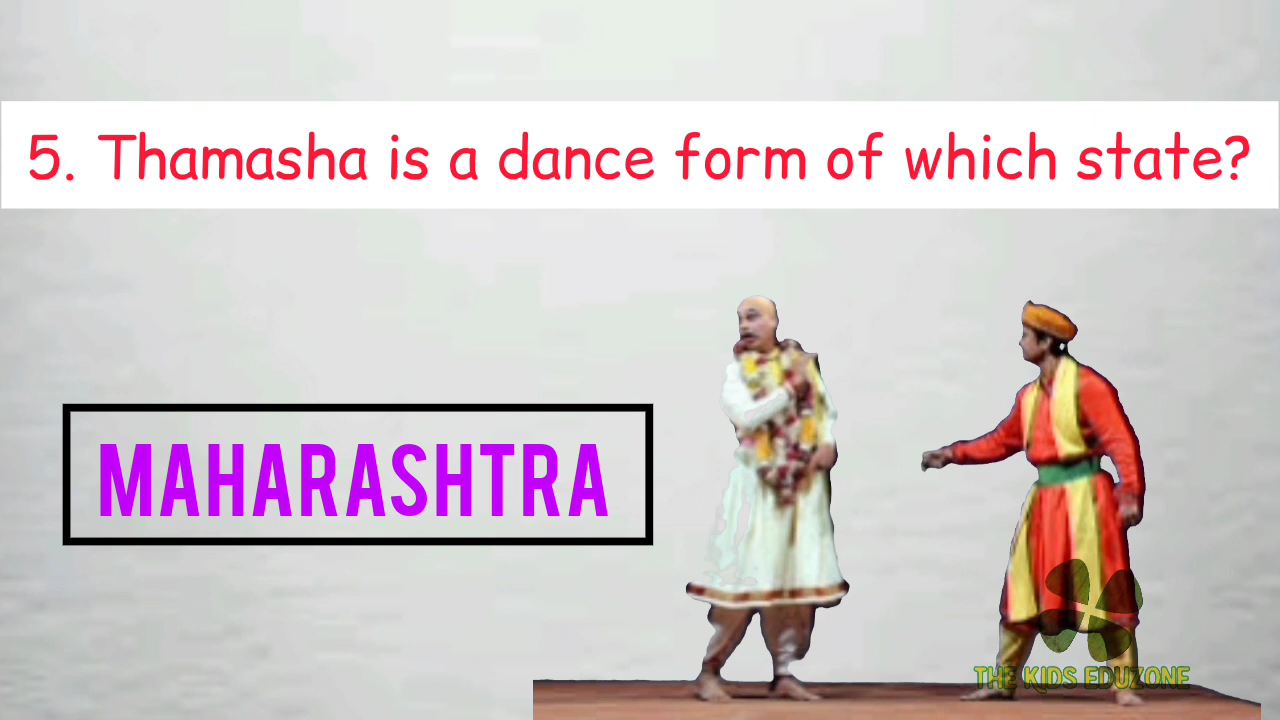 5. Thamasha is a dance form of which state?
MAHARASHTRA
THE KIDS EDUZONE